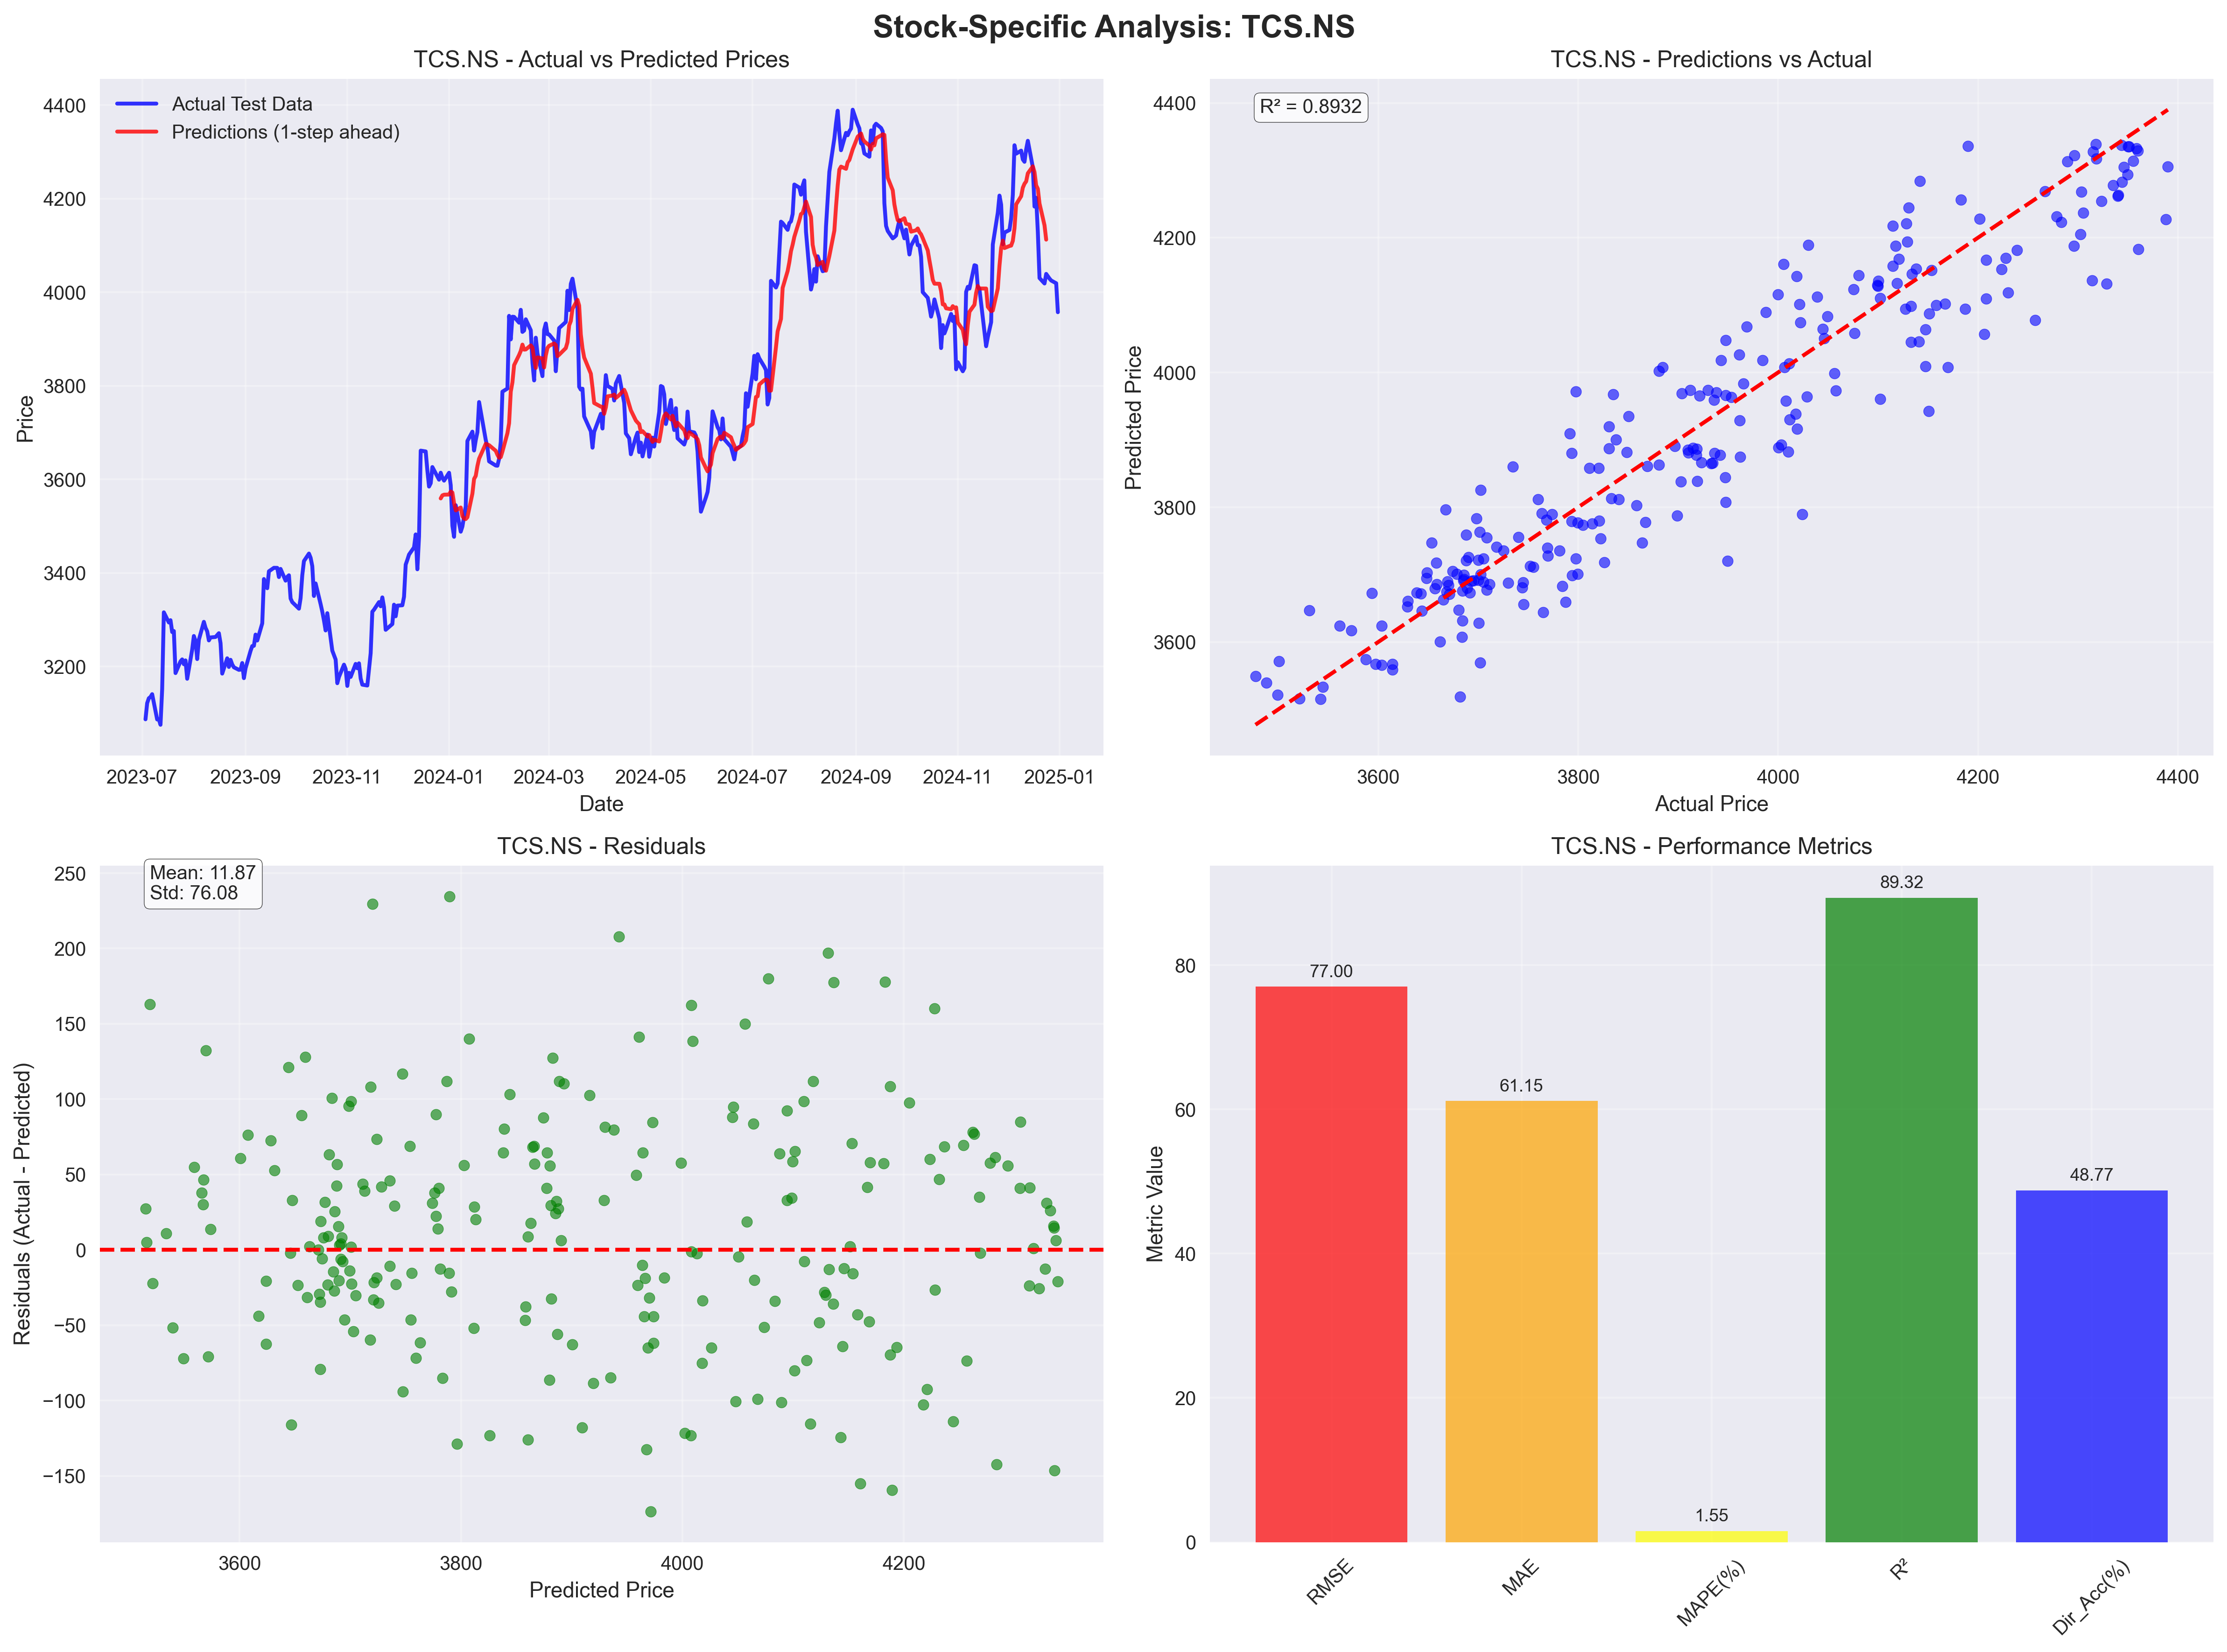 Stock-Specific Analysis: TCS.NS
TCS.NS - Actual vs Predicted Prices
Actual Test Data
Predictions (1-step ahead)
4400
4200
4000
3800
3600
3400
3200
Price
2023-07 2023-09 2023-11 2024-01 2024-03 2024-05 2024-07 2024-09 2024-11 2025-01
Date
TCS.NS - Predictions vs Actual
R² = 0.8932
4400
4200
4000
3800
3600
Predicted Price
3600 3800 4000 4200 4400
Actual Price
TCS.NS - Residuals
Mean: 11.87
Std: 76.08
250
200
150
100
50
0
−50
−100
−150
Residuals (Actual - Predicted)
3600 3800 4000 4200
Predicted Price
TCS.NS - Performance Metrics
89.32
77.00
61.15
48.77
1.55
80
60
40
20
0
Metric Value
RMSE MAE MAPE(%) R² Dir_Acc(%)